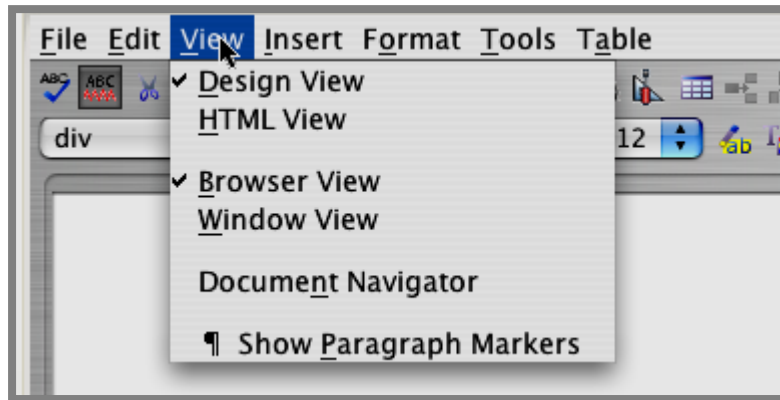 File Edit View Insert Format Tools Table
ABC ABC
Design View
HTML View
div 12 ab
Browser View
Window View
Document Navigator
¶ Show Paragraph Markers